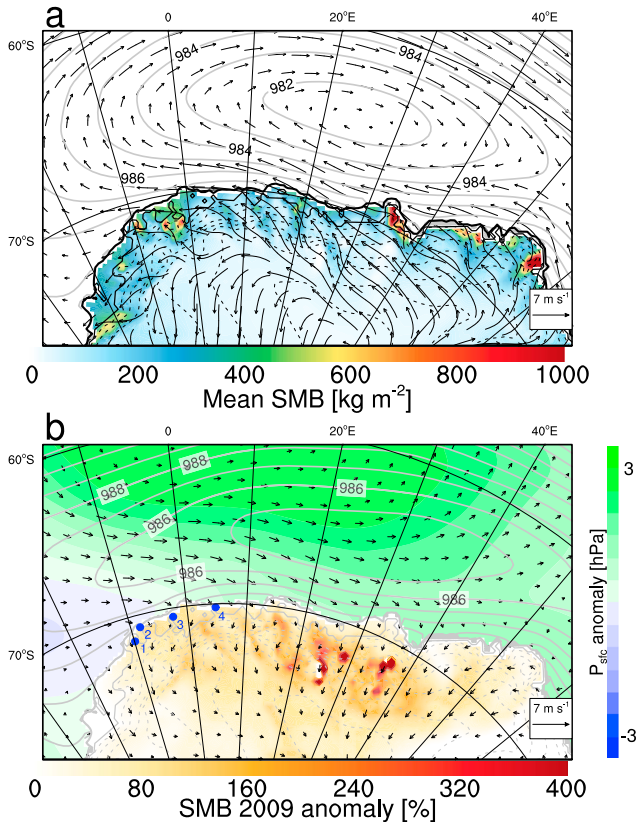 a
0
20°E
40°E
60°S
984
984
982
984
986
984
70°S
7 m s⁻¹
0 200 400 600 800 1000
Mean SMB [kg m⁻²]
b
0
20°E
40°E
60°S
988
988
986
986
986
986
4
3
2
1
70°S
7 m s⁻¹
0 80 160 240 320 400
SMB 2009 anomaly [%]
3
-3
Psfc anomaly [hPa]